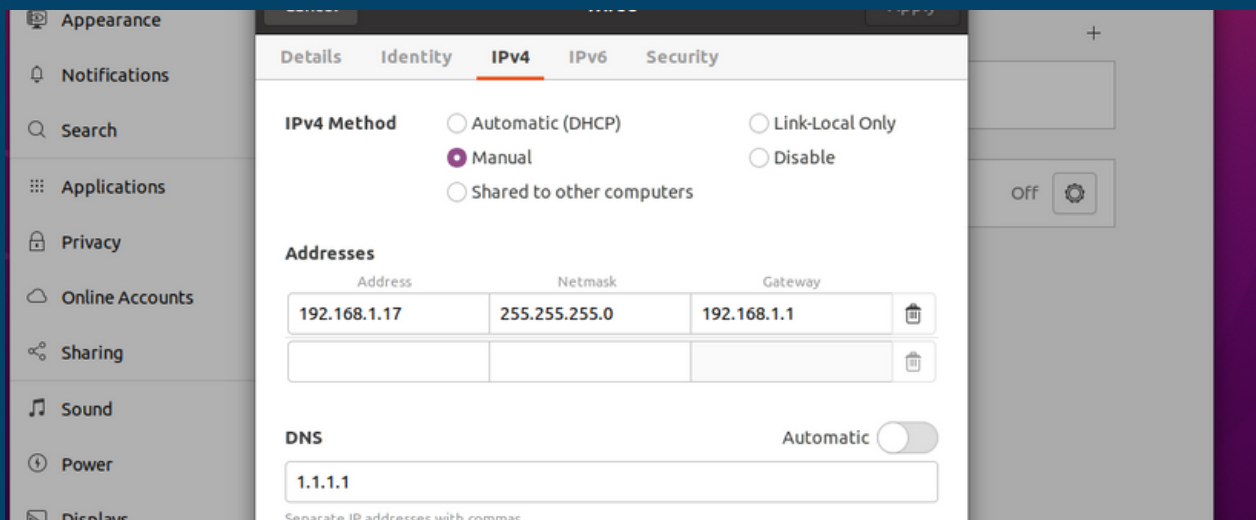 Appearance
Notifications
Search
Applications
Privacy
Online Accounts
Sharing
Sound
Power
Displays
Cancel
Wired
Apply
Details Identity IPv4 IPv6 Security
IPv4 Method
Automatic (DHCP) Link-Local Only
Manual Disable
Shared to other computers
Addresses
Address Netmask Gateway
192.168.1.17 255.255.255.0 192.168.1.1
DNS Automatic
1.1.1.1
Separate IP addresses with commas
+
Off